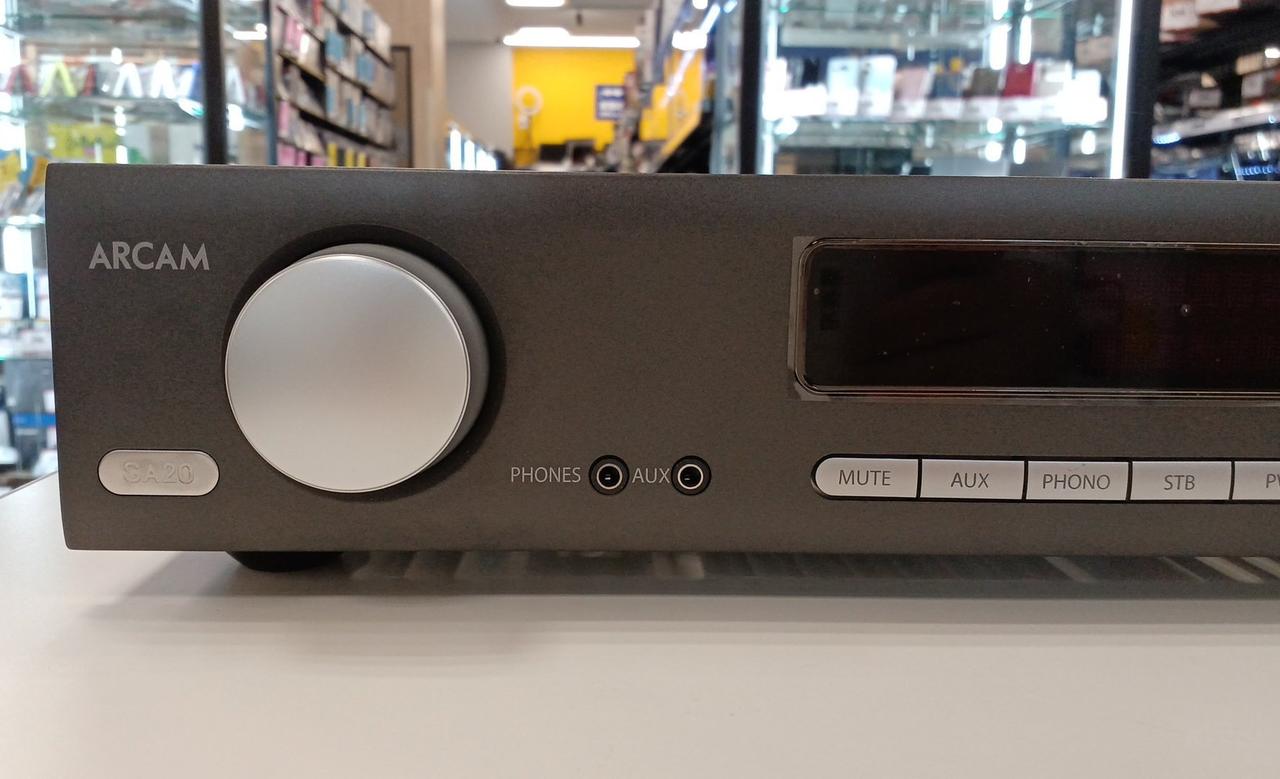 ARCAM
SA20
PHONES AUX
MUTE AUX PHONO STB